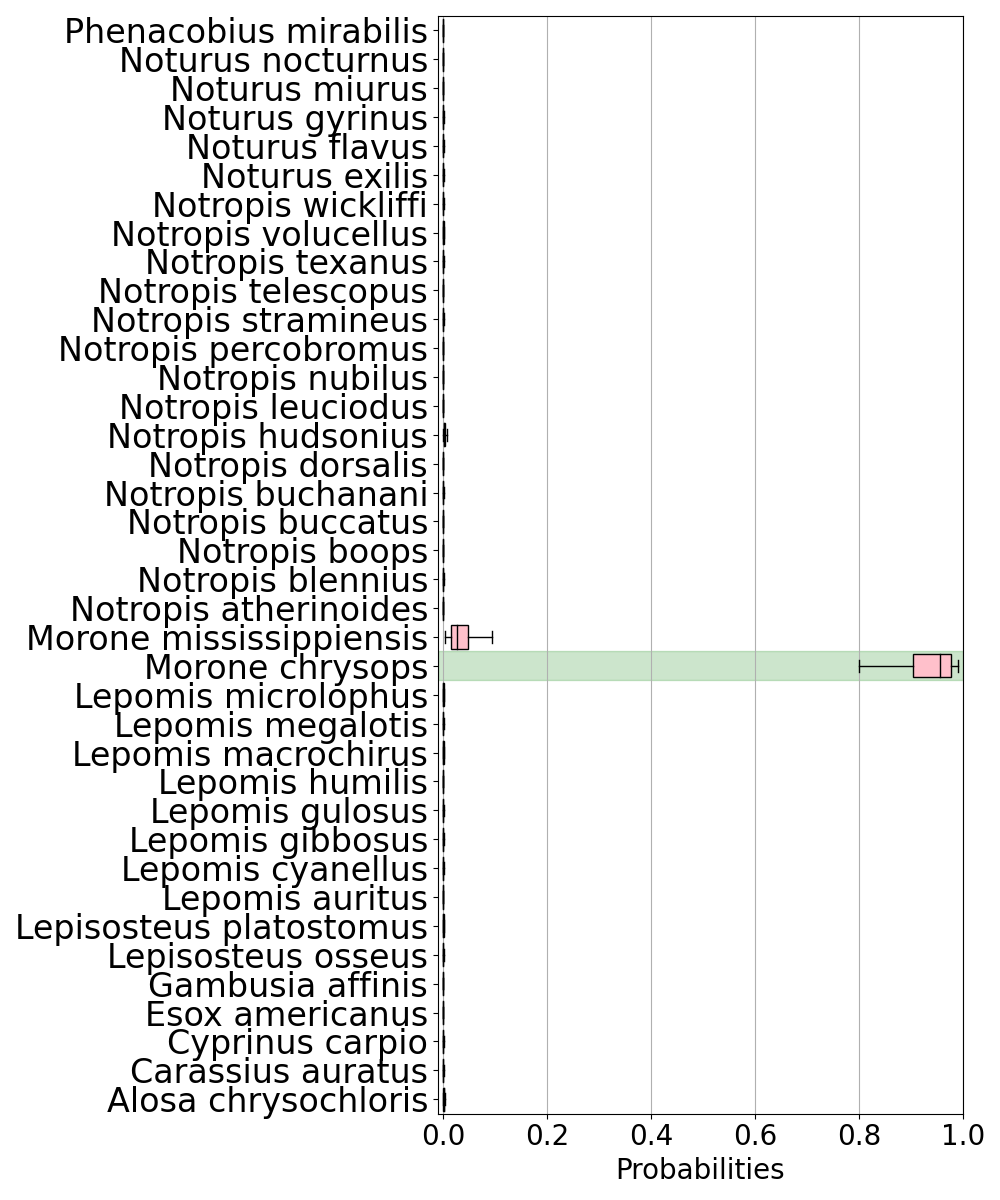 Phenacobius mirabilis
Noturus nocturnus
Noturus miurus
Noturus gyrinus
Noturus flavus
Noturus exilis
Notropis wickliffi
Notropis volucellus
Notropis texanus
Notropis telescopus
Notropis stramineus
Notropis percobromus
Notropis nubilus
Notropis leuciodus
Notropis hudsonius
Notropis dorsalis
Notropis buchanani
Notropis buccatus
Notropis boops
Notropis blennius
Notropis atherinoides
Morone mississippiensis
Morone chrysops
Lepomis microlophus
Lepomis megalotis
Lepomis macrochirus
Lepomis humilis
Lepomis gulosus
Lepomis gibbosus
Lepomis cyanellus
Lepomis auritus
Lepisosteus platostomus
Lepisosteus osseus
Gambusia affinis
Esox americanus
Cyprinus carpio
Carassius auratus
Alosa chrysochloris
0.0 0.2 0.4 0.6 0.8 1.0
Probabilities